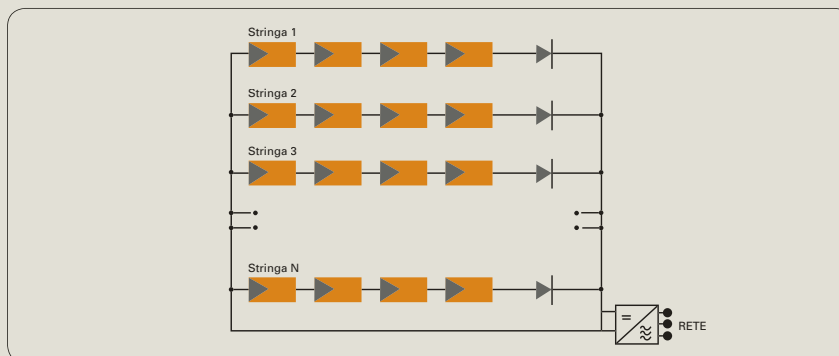 Stringa 1
Stringa 2
Stringa 3
Stringa N
RETE